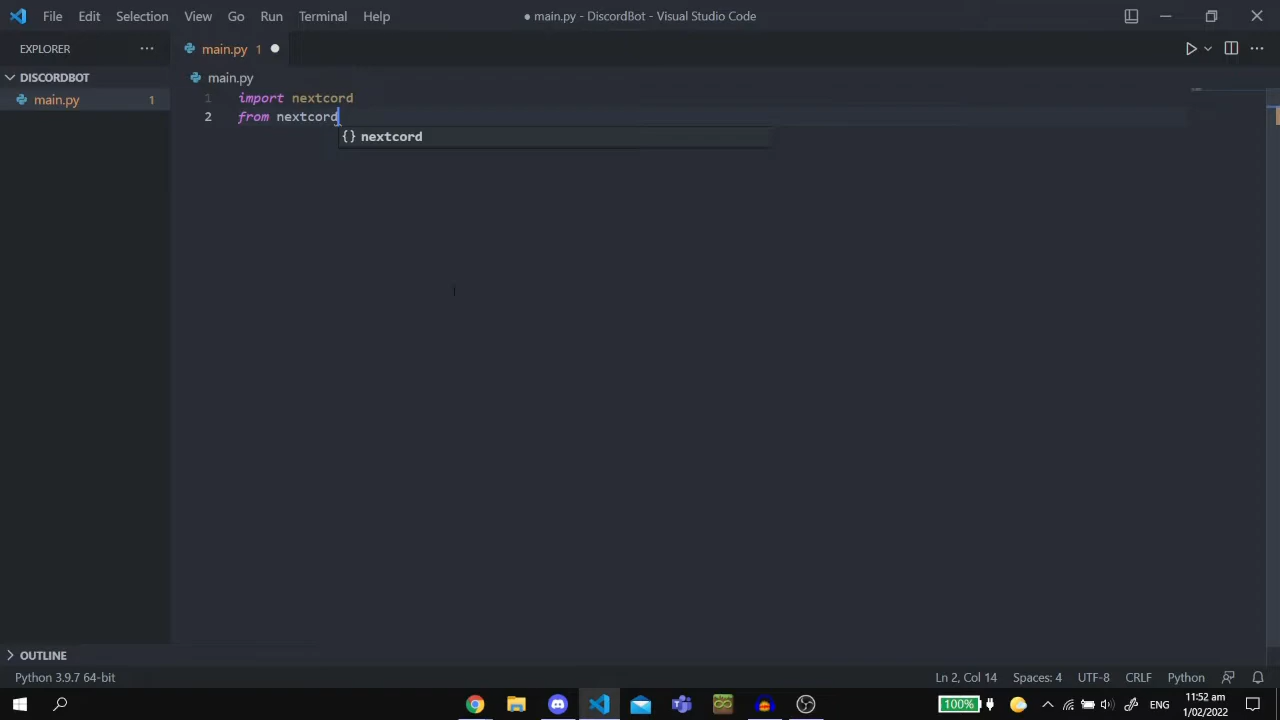 File Edit Selection View Go Run Terminal Help
● main.py - DiscordBot - Visual Studio Code
EXPLORER
main.py 1
DISCORDBOT
main.py
main.py 1
1 import nextcord
2 from nextcord
{} nextcord
OUTLINE
Python 3.9.7 64-bit
Ln 2, Col 14 Spaces: 4 UTF-8 CRLF Python
100%
ENG
11:52 am
1/02/2022